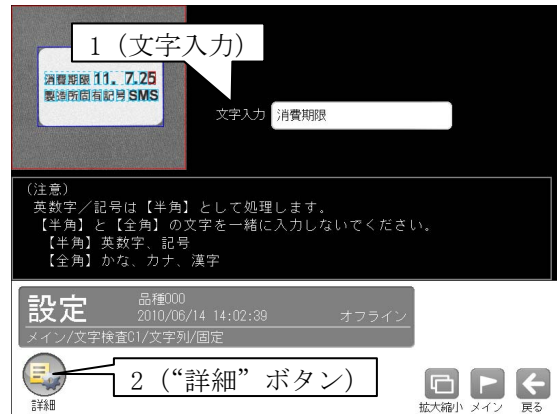 1（文字入力）
消費期限 11. 7.25
製造所固有記号 SMS
文字入力 消費期限
(注意)
英数字／記号は【半角】として処理します。
【半角】と【全角】の文字を一緒に入力しないでください。
【半角】英数字、記号
【全角】かな、カナ、漢字
設定
品種000
2010/06/14 14:02:39 オフライン
メイン/文字検査C1/文字列/固定
2（“詳細”ボタン）
詳細
拡大縮小 メイン 戻る